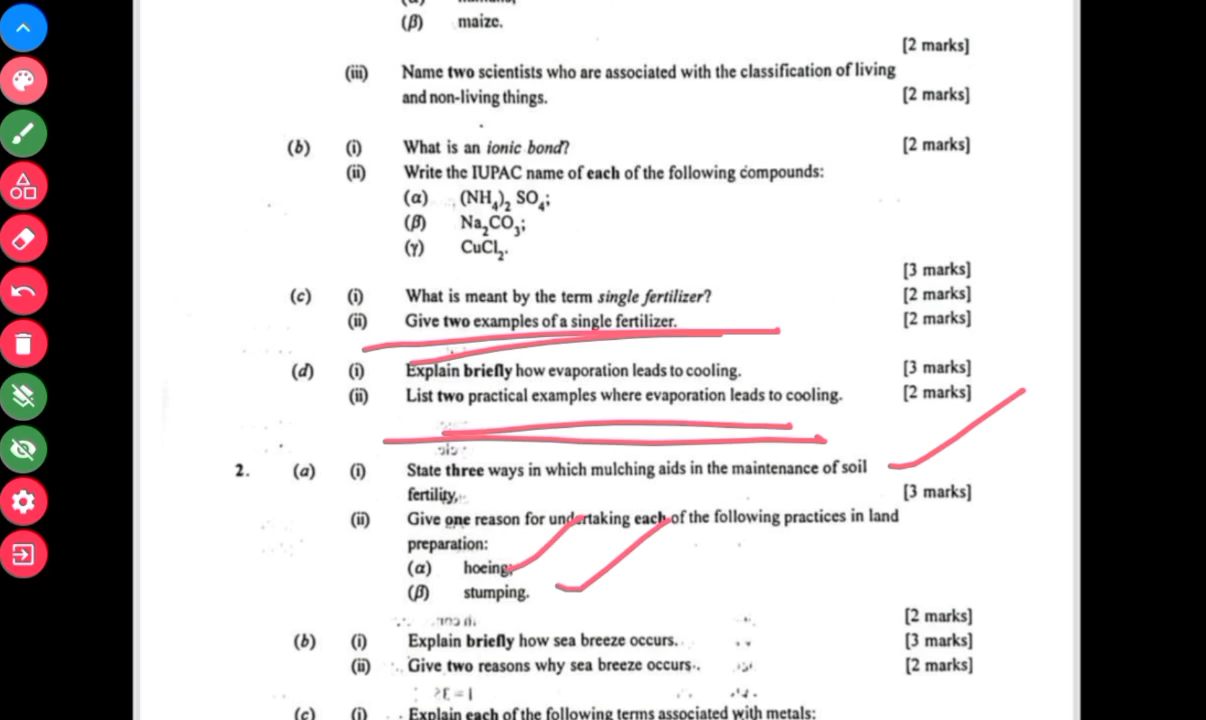 (β) maize.
[2 marks]
(iii) Name two scientists who are associated with the classification of living
and non-living things. [2 marks]
(b) (i) What is an ionic bond? [2 marks]
(ii) Write the IUPAC name of each of the following compounds:
(α) (NH₄)₂ SO₄;
(β) Na₂CO₃;
(γ) CuCl₂.
[3 marks]
(c) (i) What is meant by the term single fertilizer? [2 marks]
(ii) Give two examples of a single fertilizer. [2 marks]
(d) (i) Explain briefly how evaporation leads to cooling. [3 marks]
(ii) List two practical examples where evaporation leads to cooling. [2 marks]
2. (a) (i) State three ways in which mulching aids in the maintenance of soil
fertility. [3 marks]
(ii) Give one reason for undertaking each of the following practices in land
preparation:
(α) hoeing;
(β) stumping.
[2 marks]
(b) (i) Explain briefly how sea breeze occurs. [3 marks]
(ii) Give two reasons why sea breeze occurs. [2 marks]
(c) (i) Explain each of the following terms associated with metals: